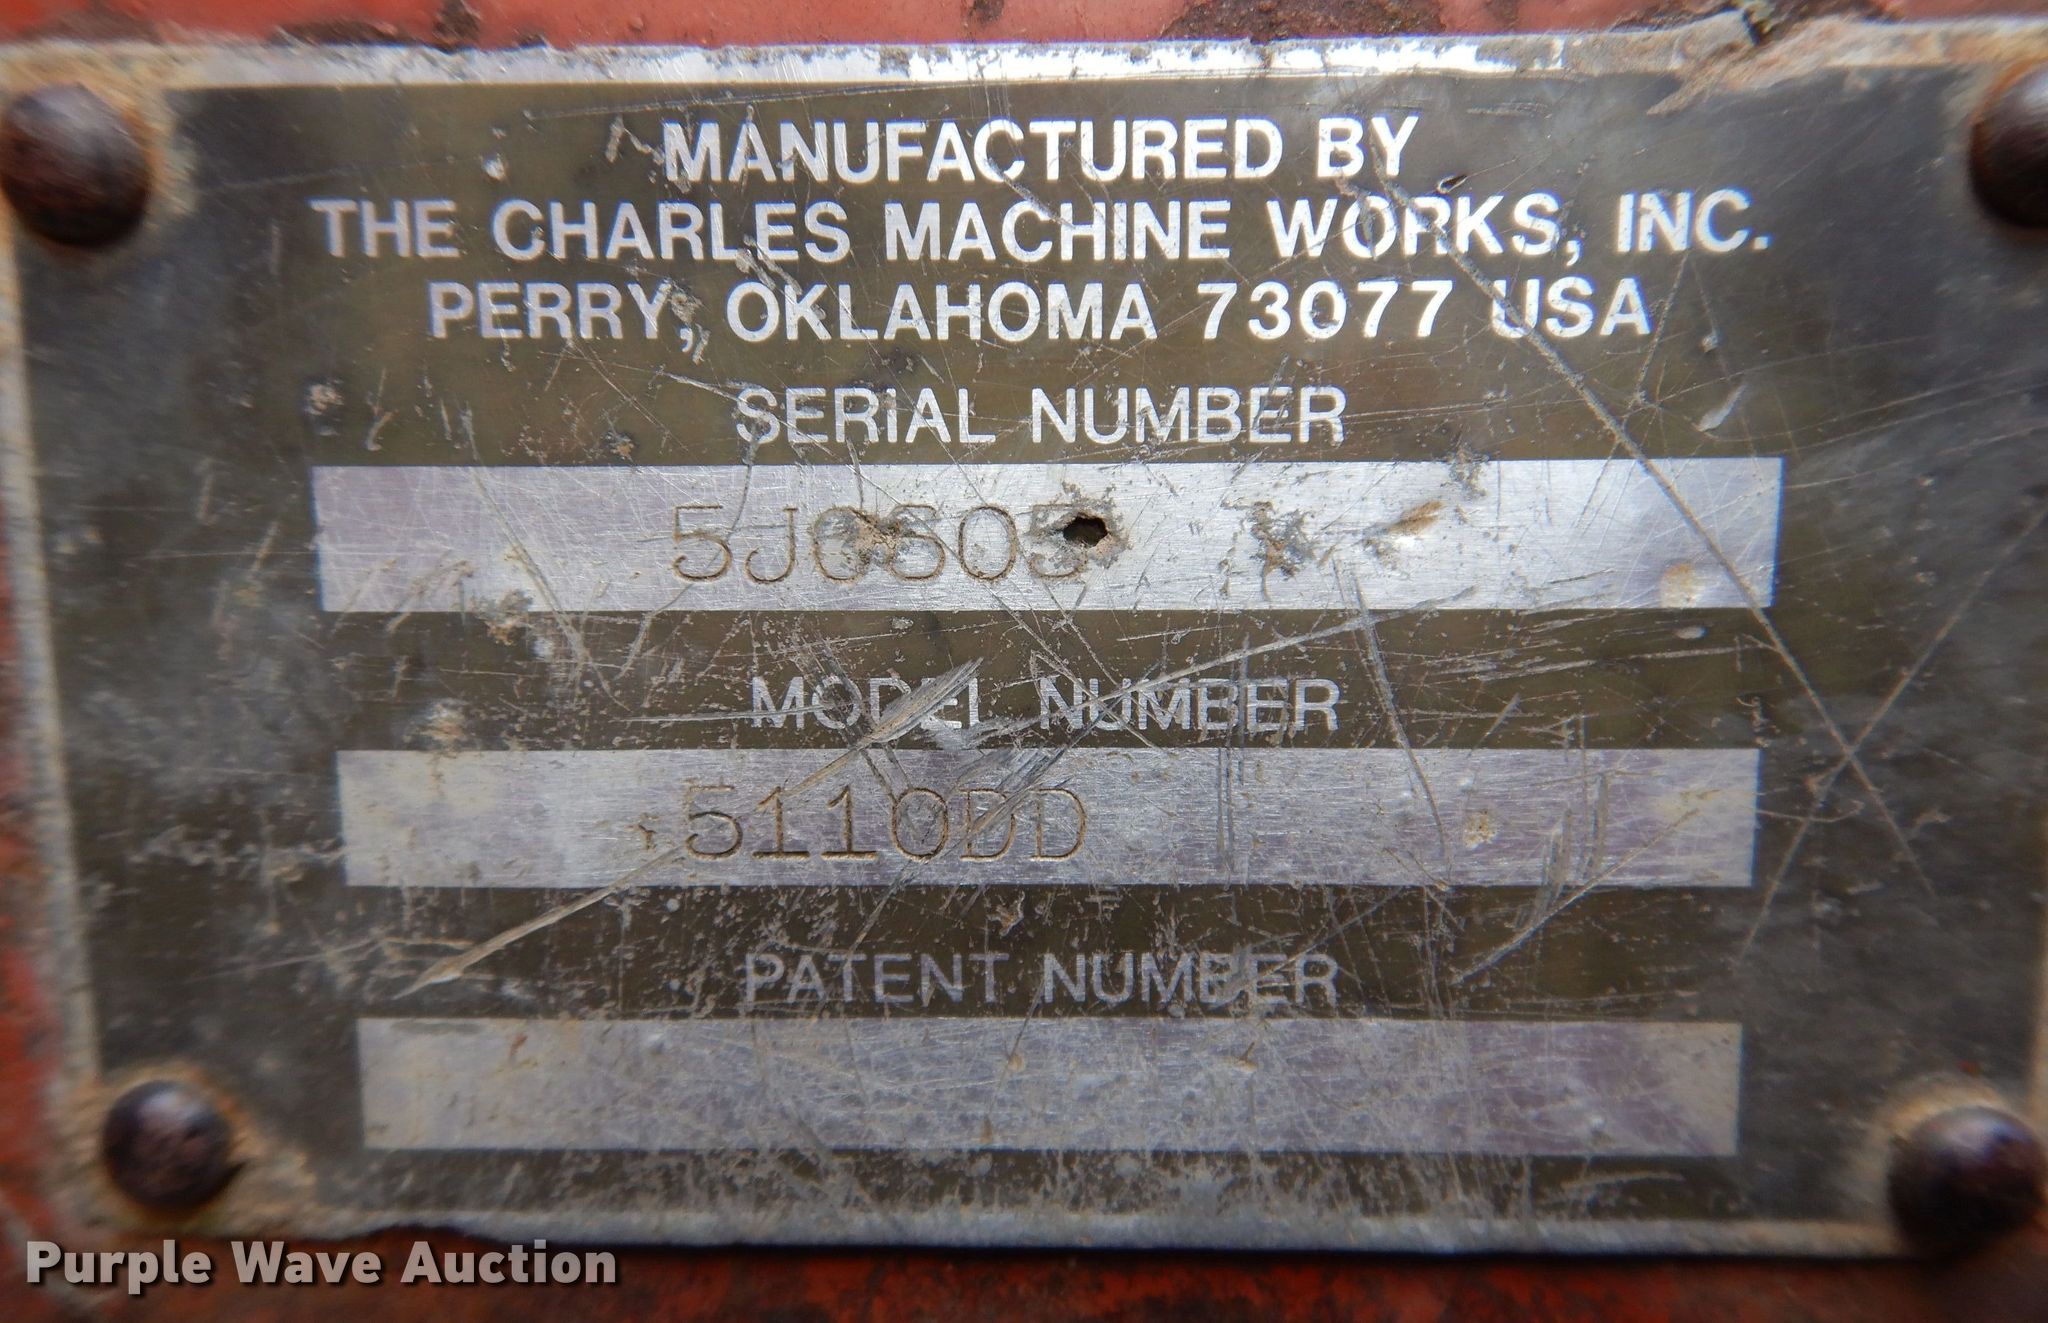 MANUFACTURED BY
THE CHARLES MACHINE WORKS, INC.
PERRY, OKLAHOMA 73077 USA
SERIAL NUMBER
MODEL NUMBER
5110DD
PATENT NUMBER
Purple Wave Auction